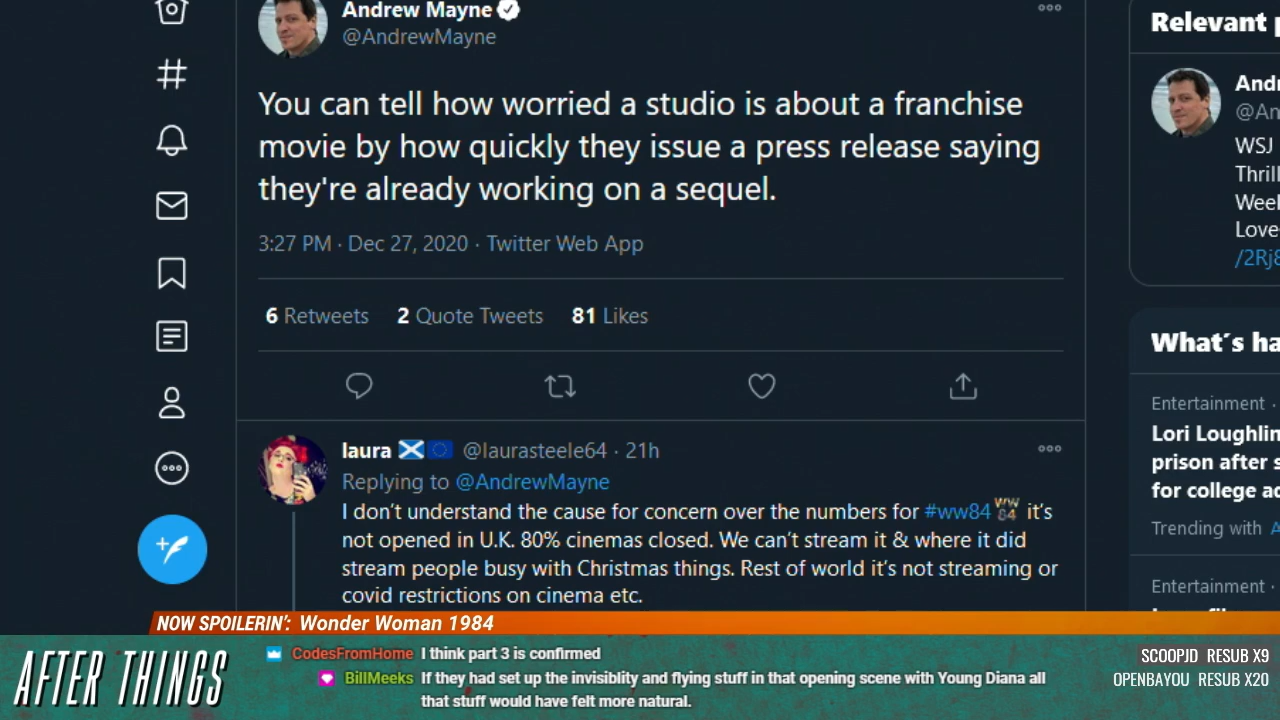 Andrew Mayne
@AndrewMayne
You can tell how worried a studio is about a franchise
movie by how quickly they issue a press release saying
they're already working on a sequel.
3:27 PM · Dec 27, 2020 · Twitter Web App
6 Retweets 2 Quote Tweets 81 Likes
laura @laurasteele64 · 21h
Replying to @AndrewMayne
I don't understand the cause for concern over the numbers for #ww84 it's
not opened in U.K. 80% cinemas closed. We can't stream it & where it did
stream people busy with Christmas things. Rest of world it's not streaming or
covid restrictions on cinema etc.
Relevant
WSJ
/2Rj8
What´s ha
Entertainment ·
Lori Loughlin
prison after s
for college ad
Trending with
Entertainment ·
NOW SPOILERIN': Wonder Woman 1984
AFTER THINGS
CodesFromHome I think part 3 is confirmed
BillMeeks If they had set up the invisiblity and flying stuff in that opening scene with Young Diana all
that stuff would have felt more natural.
SCOOPJD RESUB X9
OPENBAYOU RESUB X20